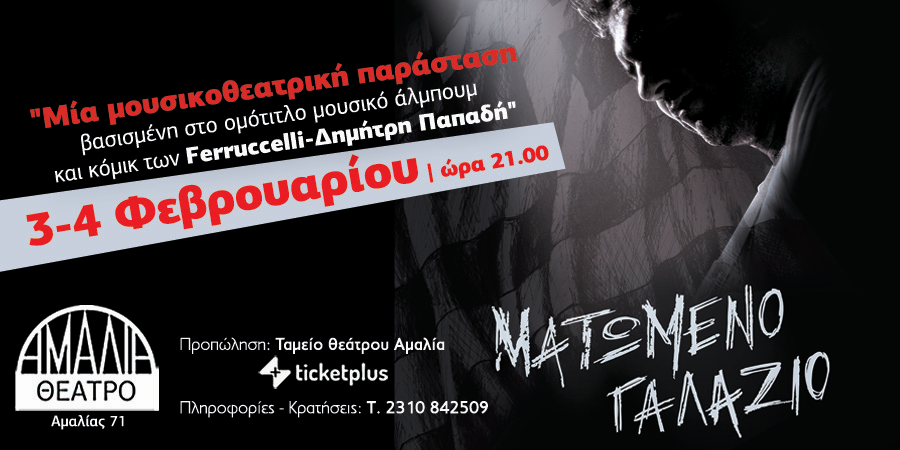 "Μία μουσικοθεατρική παράσταση
βασισμένη στο ομότιτλο μουσικό άλμπουμ
και κόμικ των Ferruccelli-Δημήτρη Παπαδή"
3-4 Φεβρουαρίου | ώρα 21.00
ΜΑΤΩΜΕΝΟ
ΓΑΛΑΖΙΟ
ΑΜΑΛΙΑ
ΘΕΑΤΡΟ
Αμαλίας 71
Προπώληση: Ταμείο θεάτρου Αμαλία
ticketplus
Πληροφορίες - Κρατήσεις: Τ. 2310 842509